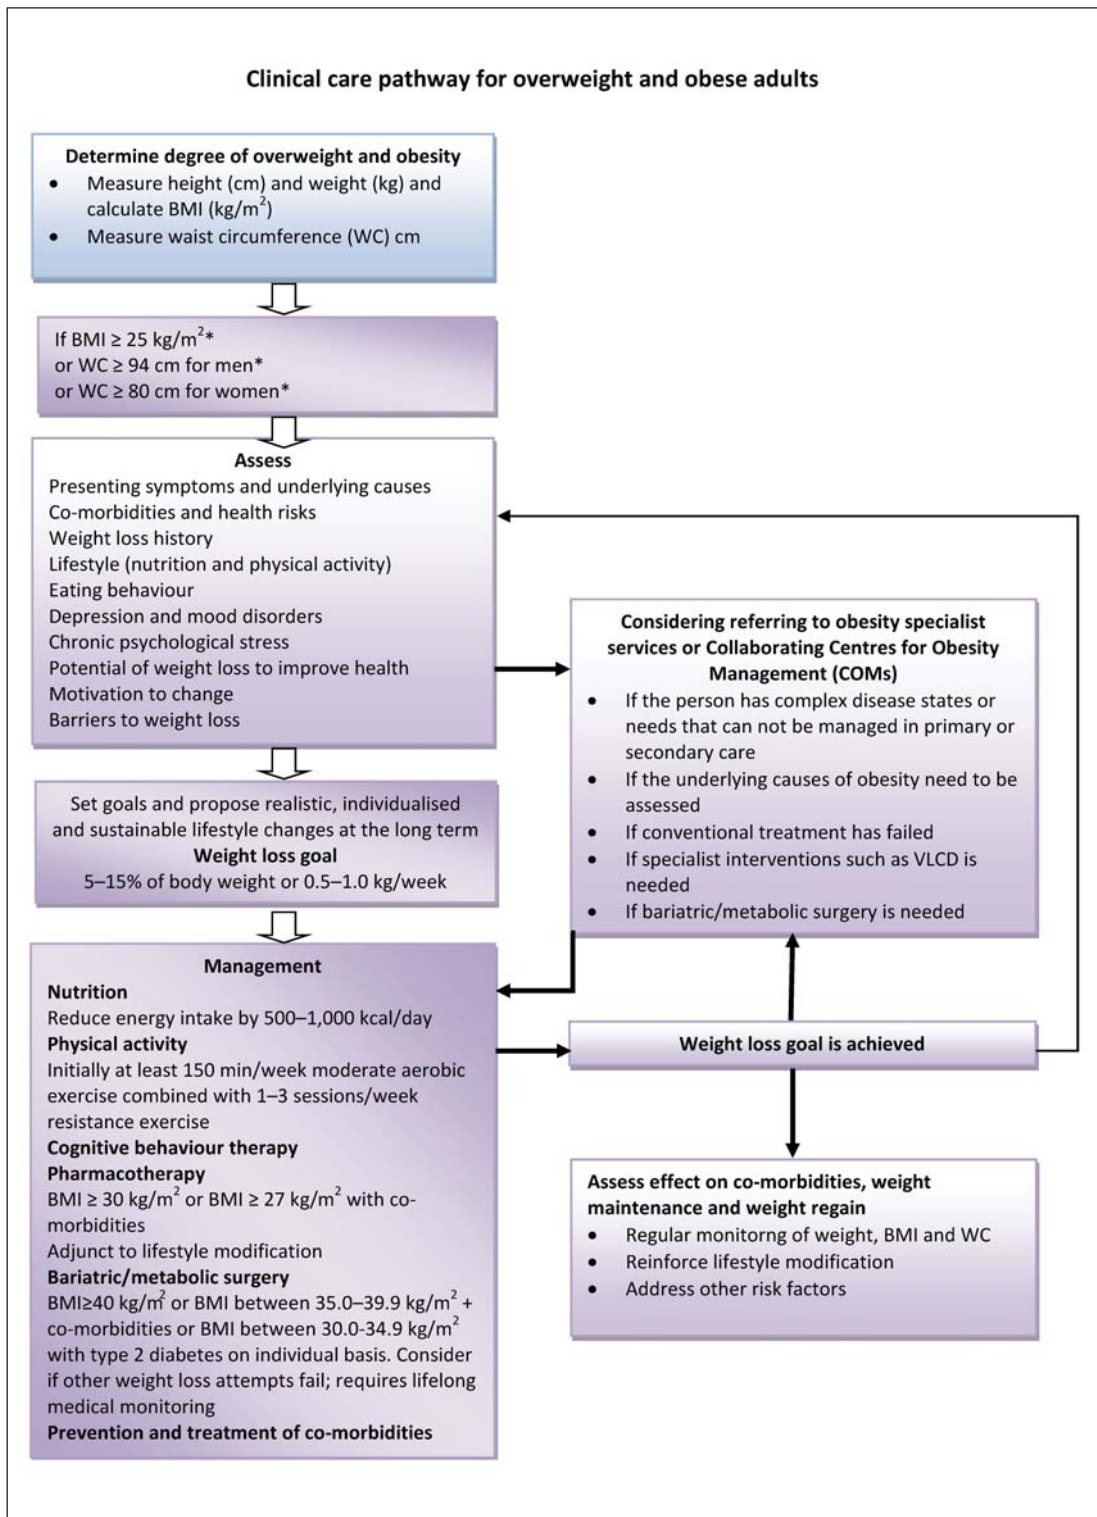 Clinical care pathway for overweight and obese adults
Determine degree of overweight and obesity
• Measure height (cm) and weight (kg) and
calculate BMI (kg/m²)
• Measure waist circumference (WC) cm
If BMI ≥ 25 kg/m²*
or WC ≥ 94 cm for men*
or WC ≥ 80 cm for women*
Assess
Presenting symptoms and underlying causes
Co-morbidities and health risks
Weight loss history
Lifestyle (nutrition and physical activity)
Eating behaviour
Depression and mood disorders
Chronic psychological stress
Potential of weight loss to improve health
Motivation to change
Barriers to weight loss
Considering referring to obesity specialist
services or Collaborating Centres for Obesity
Management (COMs)
• If the person has complex disease states or
needs that can not be managed in primary or
secondary care
• If the underlying causes of obesity need to be
assessed
• If conventional treatment has failed
• If specialist interventions such as VLCD is
needed
• If bariatric/metabolic surgery is needed
Set goals and propose realistic, individualised
and sustainable lifestyle changes at the long term
Weight loss goal
5–15% of body weight or 0.5–1.0 kg/week
Management
Nutrition
Reduce energy intake by 500–1,000 kcal/day
Physical activity
Initially at least 150 min/week moderate aerobic
exercise combined with 1–3 sessions/week
resistance exercise
Cognitive behaviour therapy
Pharmacotherapy
BMI ≥ 30 kg/m² or BMI ≥ 27 kg/m² with co-
morbidities
Adjunct to lifestyle modification
Bariatric/metabolic surgery
BMI≥40 kg/m² or BMI between 35.0–39.9 kg/m² +
co-morbidities or BMI between 30.0-34.9 kg/m²
with type 2 diabetes on individual basis. Consider
if other weight loss attempts fail; requires lifelong
medical monitoring
Prevention and treatment of co-morbidities
Weight loss goal is achieved
Assess effect on co-morbidities, weight
maintenance and weight regain
• Regular monitorng of weight, BMI and WC
• Reinforce lifestyle modification
• Address other risk factors